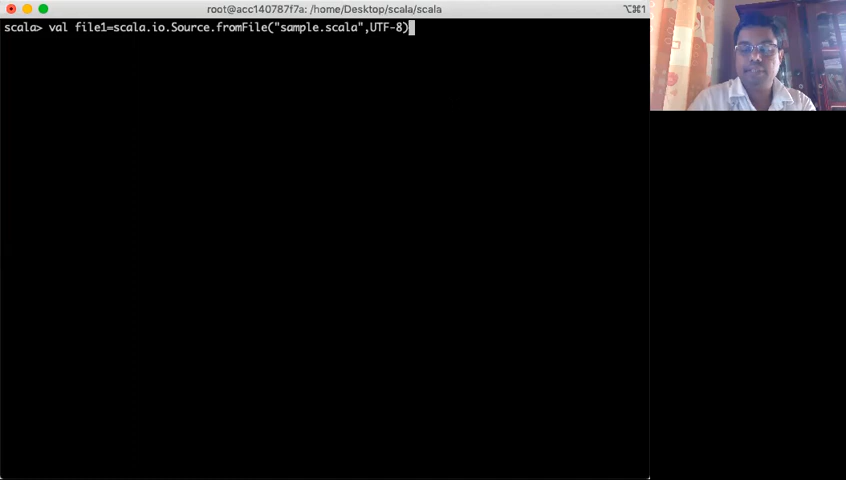 root@acc140787f7a: /home/Desktop/scala/scala
⌥⌘1
scala> val file1=scala.io.Source.fromFile("sample.scala",UTF-8)